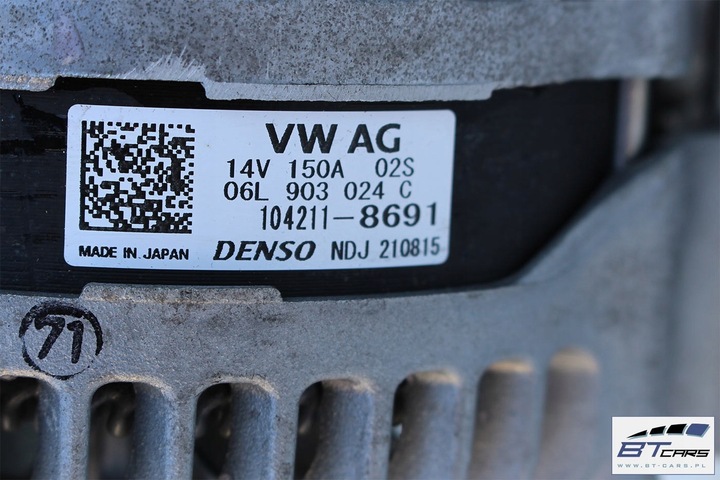 VW AG
14V 150A 02S
06L 903 024 C
104211-8691
MADE IN JAPAN DENSO NDJ 210815
71
BT CARS
WWW.BT-CARS.PL